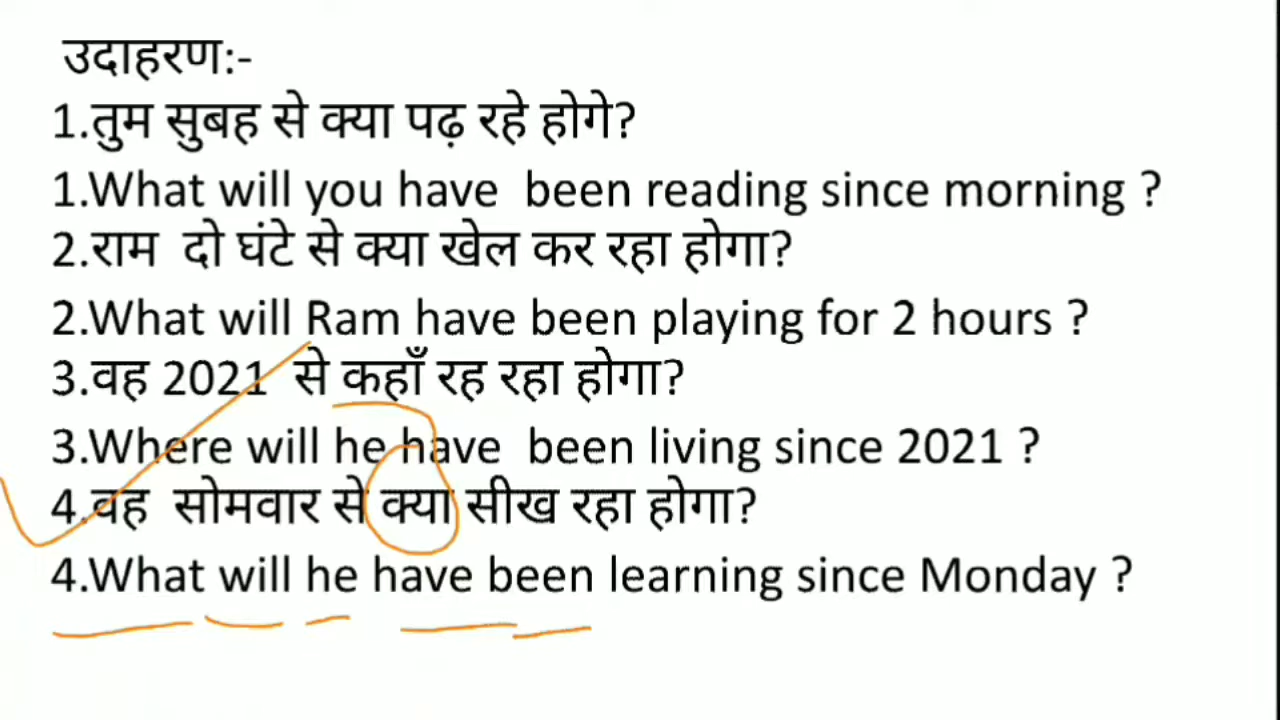 उदाहरण:-
1.तुम सुबह से क्या पढ़ रहे होगे?
1.What will you have been reading since morning ?
2.राम दो घंटे से क्या खेल कर रहा होगा?
2.What will Ram have been playing for 2 hours ?
3.वह 2021 से कहाँ रह रहा होगा?
3.Where will he have been living since 2021 ?
4.वह सोमवार से क्या सीख रहा होगा?
4.What will he have been learning since Monday ?